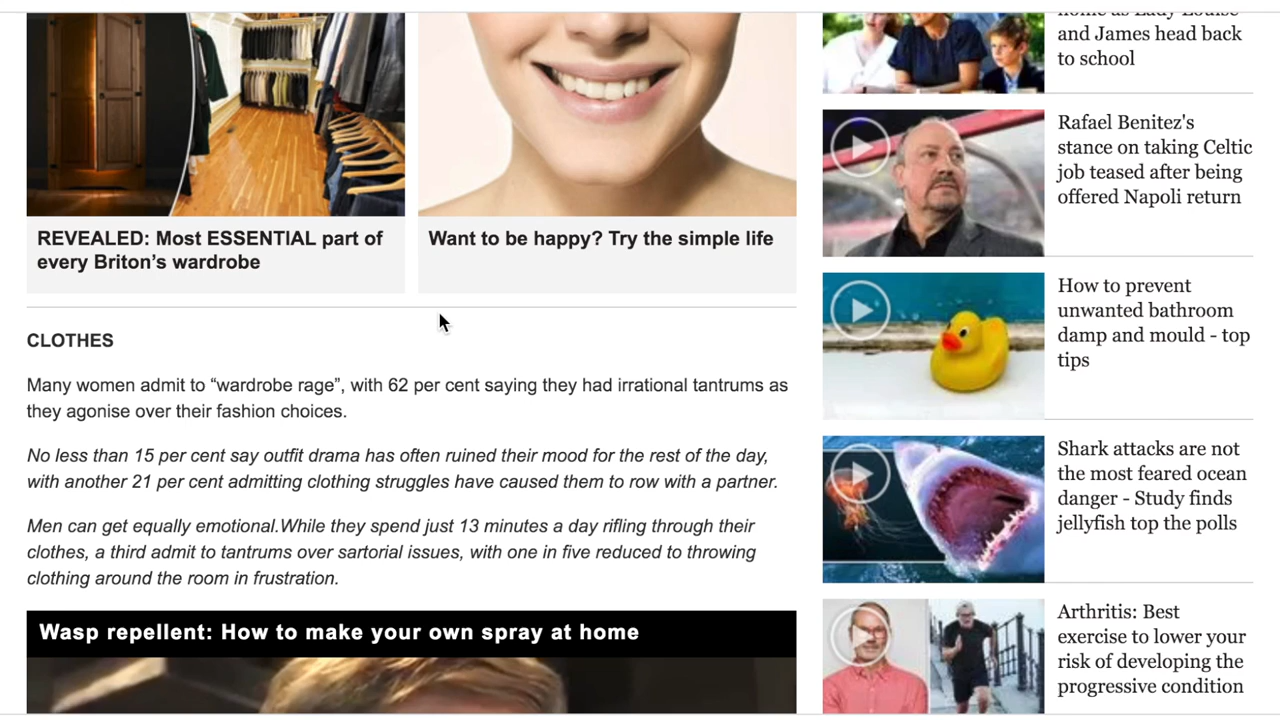 REVEALED: Most ESSENTIAL part of
every Briton’s wardrobe
Want to be happy? Try the simple life
CLOTHES
Many women admit to “wardrobe rage”, with 62 per cent saying they had irrational tantrums as
they agonise over their fashion choices.
No less than 15 per cent say outfit drama has often ruined their mood for the rest of the day,
with another 21 per cent admitting clothing struggles have caused them to row with a partner.
Men can get equally emotional.While they spend just 13 minutes a day rifling through their
clothes, a third admit to tantrums over sartorial issues, with one in five reduced to throwing
clothing around the room in frustration.
Wasp repellent: How to make your own spray at home
home as Lady Louise
and James head back
to school
Rafael Benitez's
stance on taking Celtic
job teased after being
offered Napoli return
How to prevent
unwanted bathroom
damp and mould - top
tips
Shark attacks are not
the most feared ocean
danger - Study finds
jellyfish top the polls
Arthritis: Best
exercise to lower your
risk of developing the
progressive condition